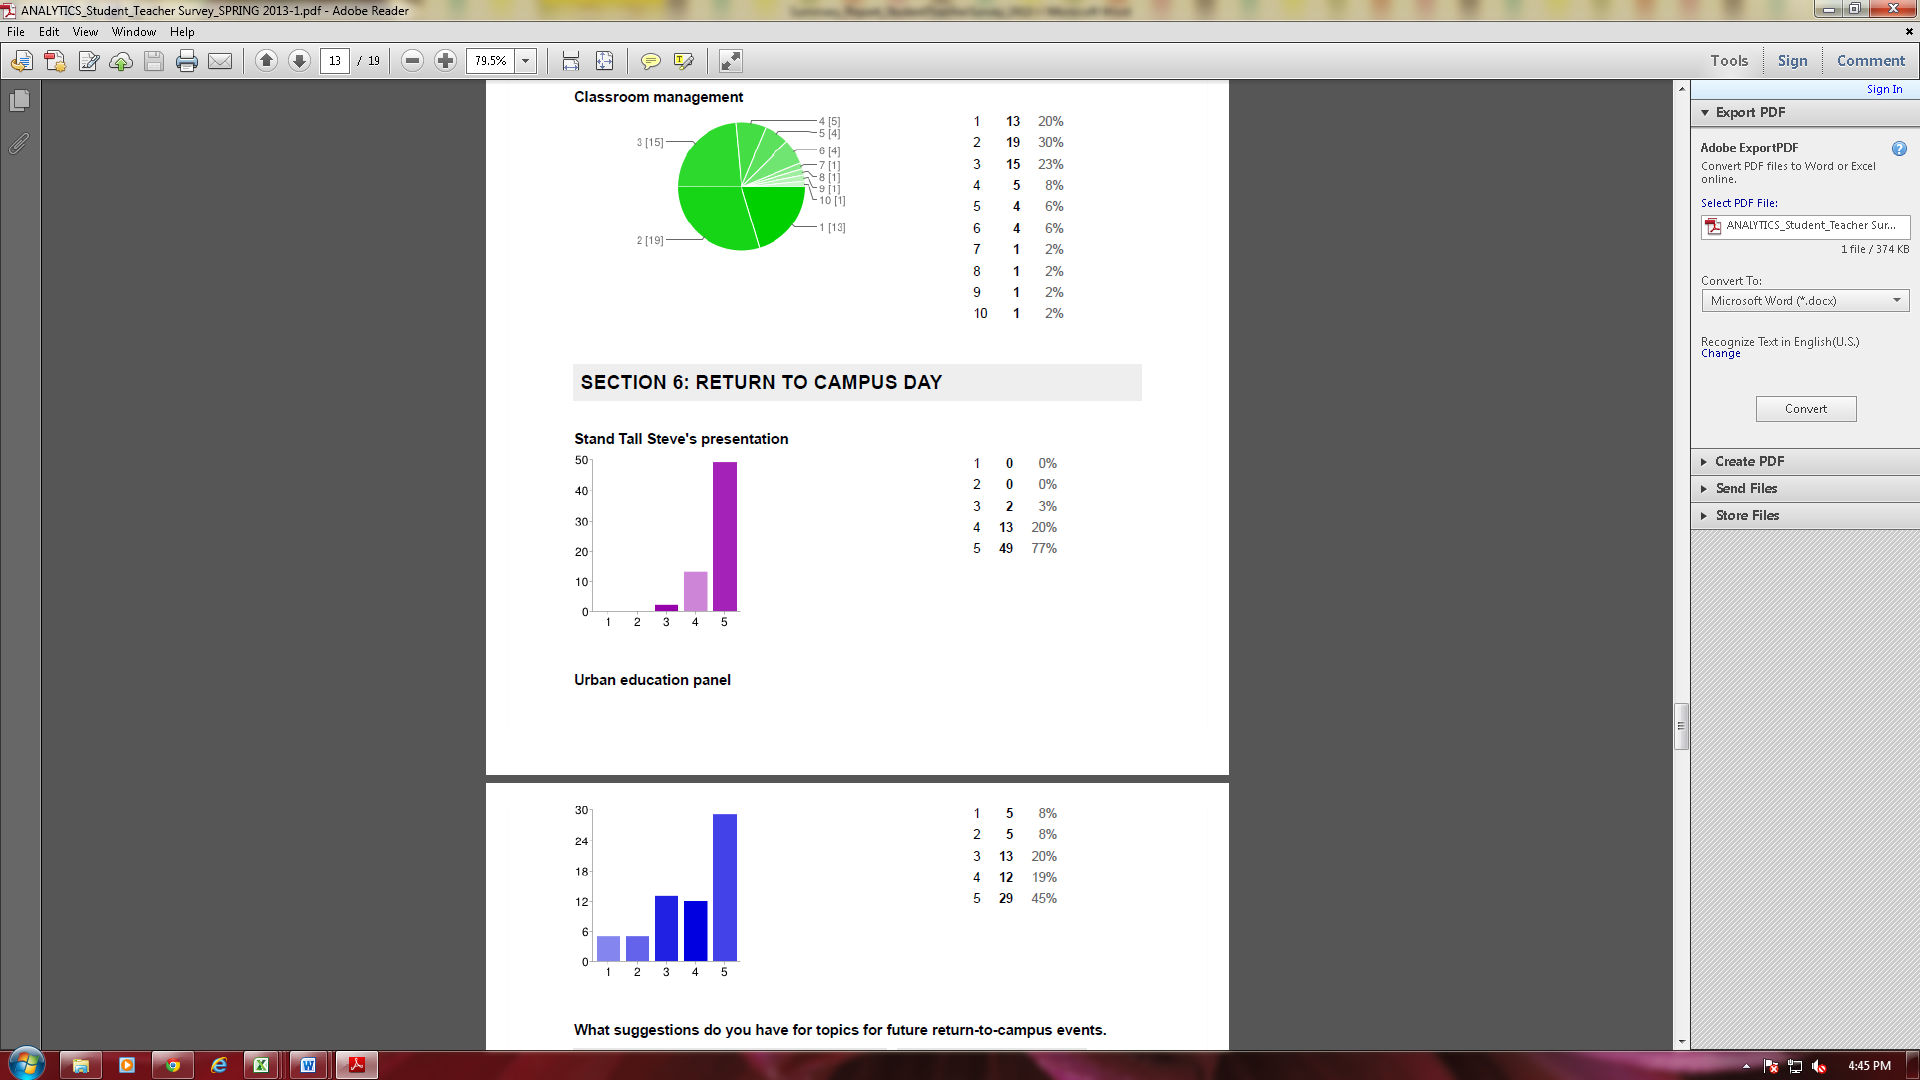 ANALYTICS_Student_Teacher Survey_SPRING 2013-1.pdf - Adobe Reader
File Edit View Window Help
13 / 19 79.5% Tools Sign Comment
Sign In
Export PDF
Adobe ExportPDF
Convert PDF files to Word or Excel
online.
Select PDF File:
ANALYTICS_Student_Teacher Sur...
1 file / 374 KB
Convert To:
Microsoft Word (*.docx)
Recognize Text in English(U.S.)
Change
Convert
Create PDF
Send Files
Store Files
Classroom management
4 [5]
5 [4]
3 [15]
6 [4]
7 [1]
8 [1]
9 [1]
10 [1]
1 [13]
2 [19]
1 13 20%
2 19 30%
3 15 23%
4 5 8%
5 4 6%
6 4 6%
7 1 2%
8 1 2%
9 1 2%
10 1 2%
SECTION 6: RETURN TO CAMPUS DAY
Stand Tall Steve's presentation
50
40
30
20
10
0
1 2 3 4 5
1 0 0%
2 0 0%
3 2 3%
4 13 20%
5 49 77%
Urban education panel
30
24
18
12
6
0
1 2 3 4 5
1 5 8%
2 5 8%
3 13 20%
4 12 19%
5 29 45%
What suggestions do you have for topics for future return-to-campus events.
4:45 PM